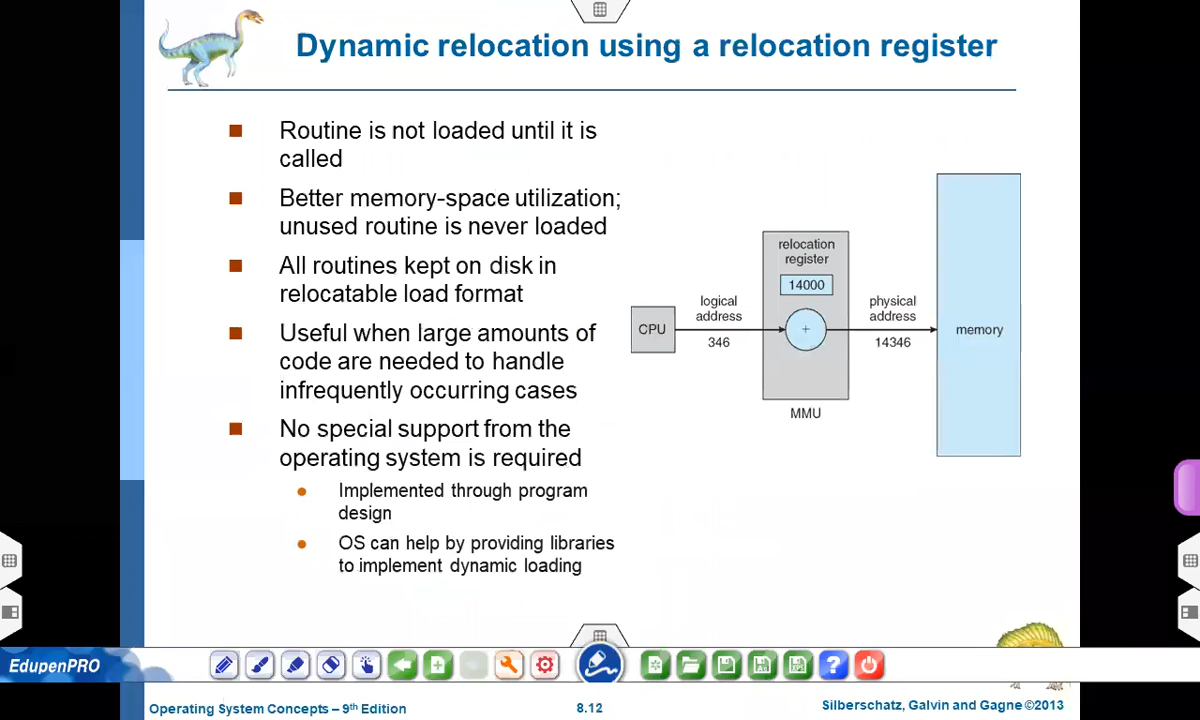 Dynamic relocation using a relocation register
Routine is not loaded until it is
called
Better memory-space utilization;
unused routine is never loaded
All routines kept on disk in
relocatable load format
Useful when large amounts of
code are needed to handle
infrequently occurring cases
No special support from the
operating system is required
Implemented through program
design
OS can help by providing libraries
to implement dynamic loading
relocation
register
14000
logical
address
346
CPU
+
physical
address
14346
memory
MMU
EdupenPRO
?
Operating System Concepts – 9th Edition
8.12
Silberschatz, Galvin and Gagne ©2013